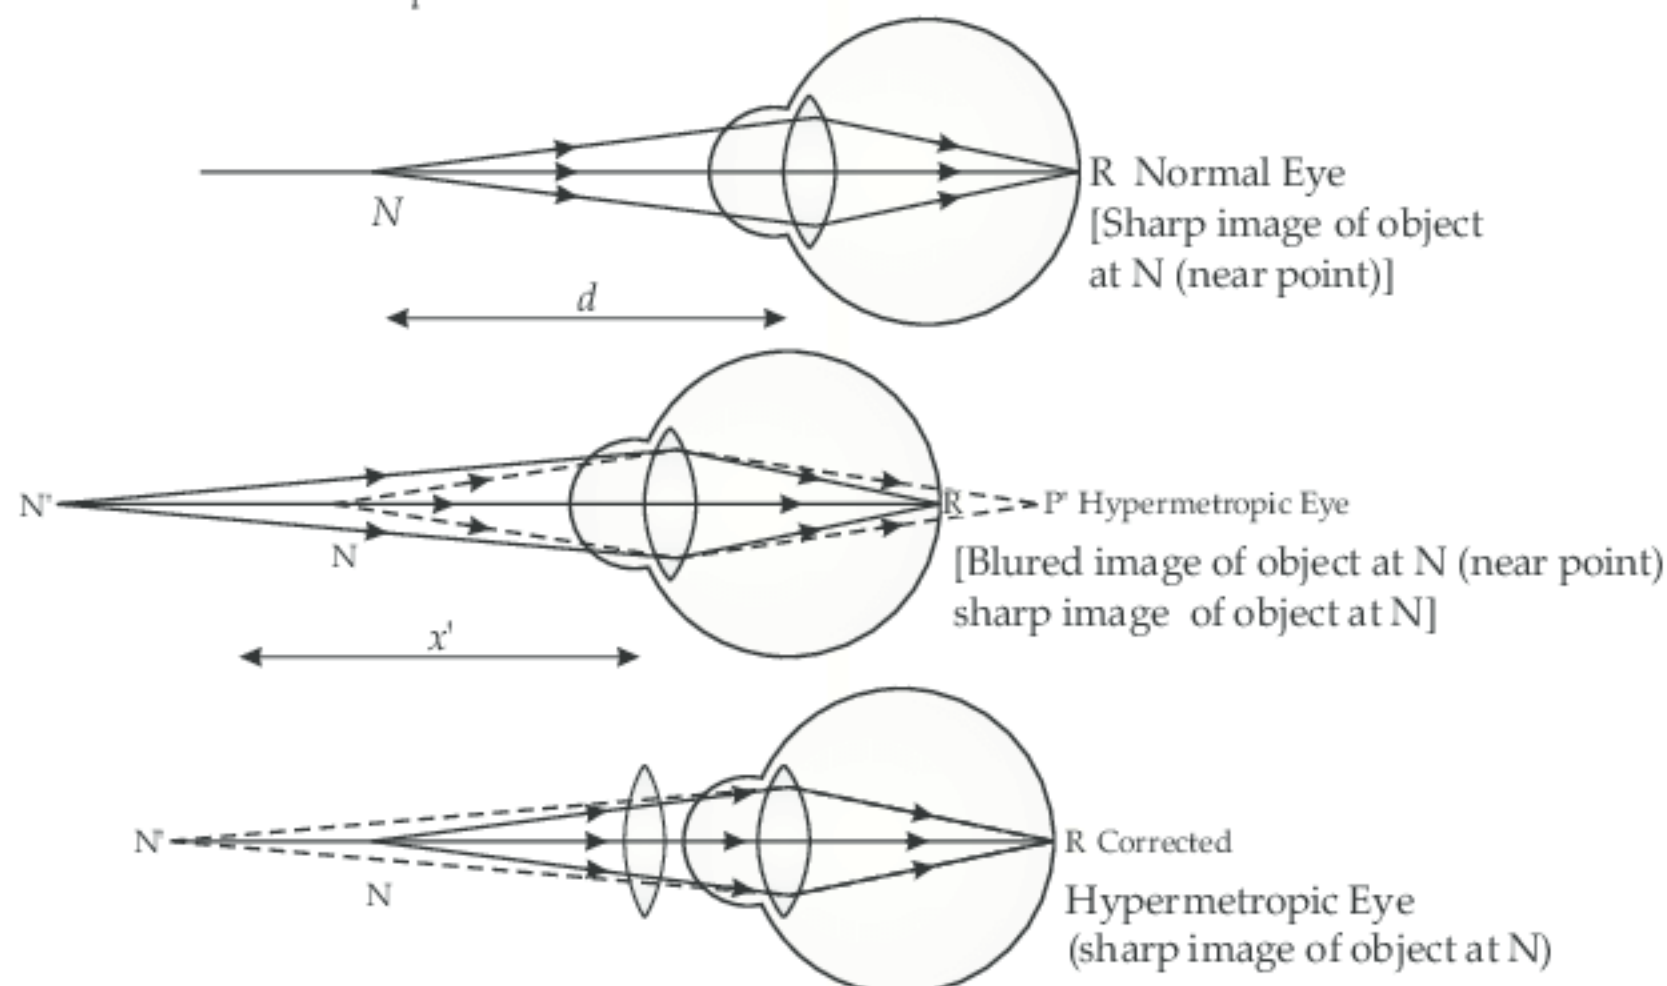 R Normal Eye
N
[Sharp image of object
at N (near point)]
d
N'
R
P' Hypermetropic Eye
N
[Blured image of object at N (near point)
sharp image of object at N]
x'
N'
R Corrected
N
Hypermetropic Eye
(sharp image of object at N)